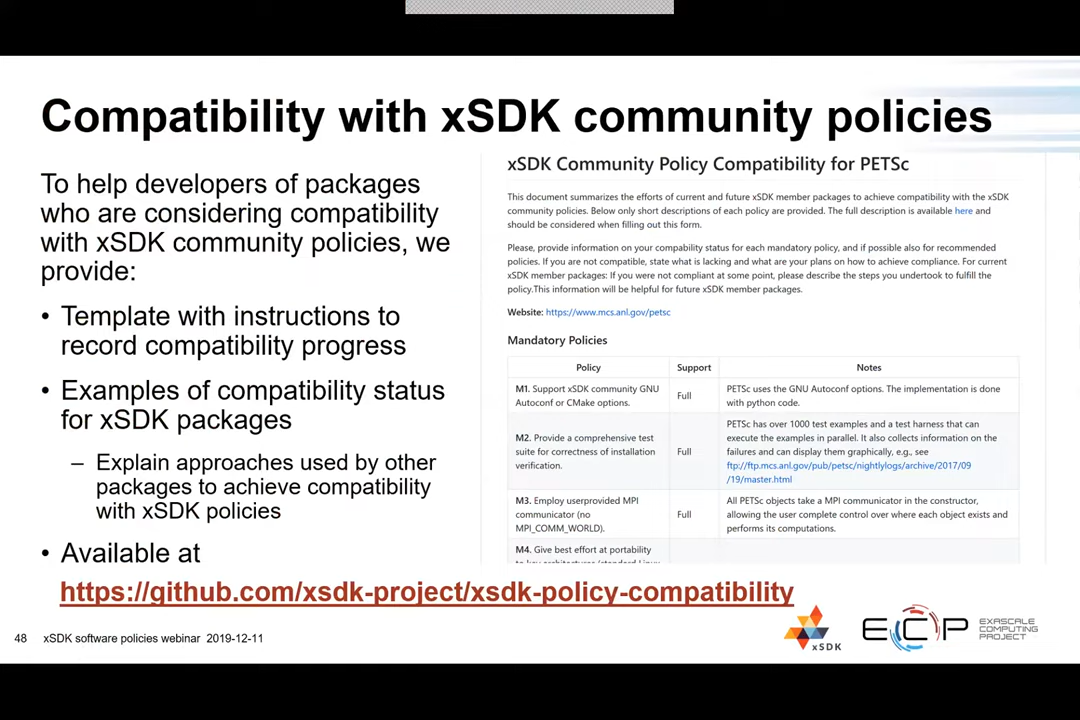 Compatibility with xSDK community policies
To help developers of packages
who are considering compatibility
with xSDK community policies, we
provide:
• Template with instructions to
record compatibility progress
• Examples of compatibility status
for xSDK packages
– Explain approaches used by other
packages to achieve compatibility
with xSDK policies
• Available at
https://github.com/xsdk-project/xsdk-policy-compatibility
xSDK Community Policy Compatibility for PETSc
This document summarizes the efforts of current and future xSDK member packages to achieve compatibility with the xSDK
community policies. Below only short descriptions of each policy are provided. The full description is available here and
should be considered when filling out this form.
Please, provide information on your compability status for each mandatory policy, and if possible also for recommended
policies. If you are not compatible, state what is lacking and what are your plans on how to achieve compliance. For current
xSDK member packages: If you were not compliant at some point, please describe the steps you undertook to fulfill the
policy.This information will be helpful for future xSDK member packages.
Website: https://www.mcs.anl.gov/petsc
Mandatory Policies
Policy Support Notes
M1. Support xSDK community GNU
Autoconf or CMake options.
Full
PETSc uses the GNU Autoconf options. The implementation is done
with python code.
M2. Provide a comprehensive test
suite for correctness of installation
verification.
Full
PETSc has over 1000 test examples and a test harness that can
execute the examples in parallel. It also collects information on the
failures and can display them graphically, e.g., see
ftp://ftp.mcs.anl.gov/pub/petsc/nightlylogs/archive/2017/09
/19/master.html
M3. Employ userprovided MPI
communicator (no
MPI_COMM_WORLD).
Full
All PETSc objects take a MPI communicator in the constructor,
allowing the user complete control over where each object exists and
performs its computations.
M4. Give best effort at portability
48 xSDK software policies webinar 2019-12-11
xSDK
ECP
EXASCALE
COMPUTING
PROJECT